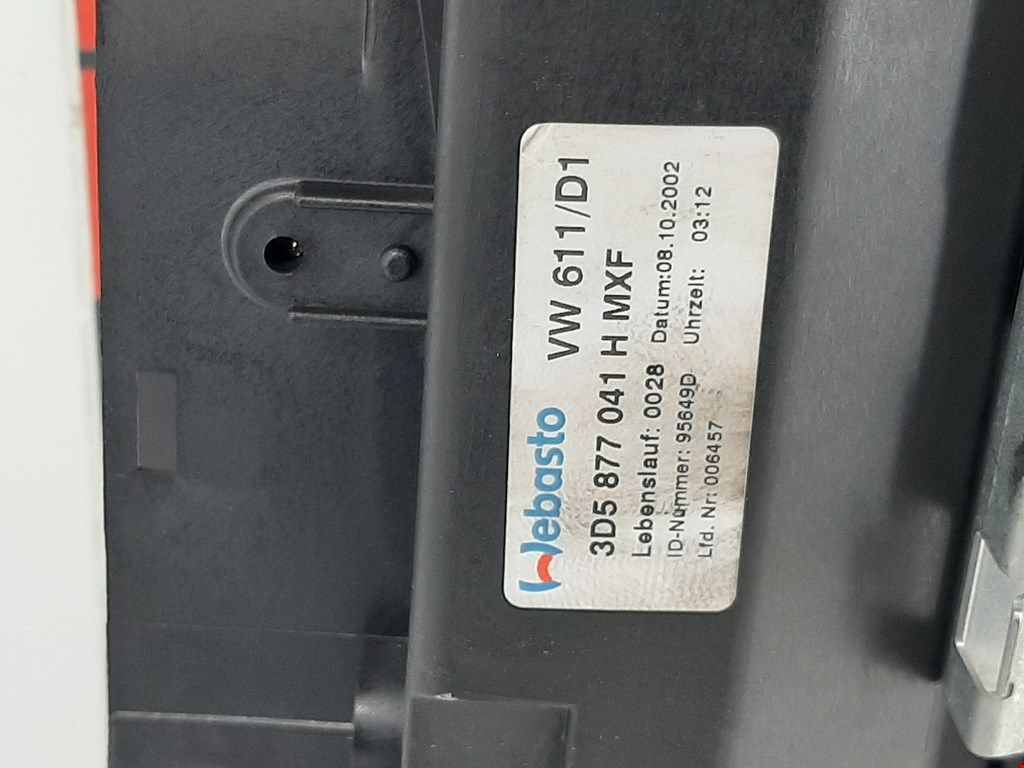 Webasto VW 611/D1
3D5 877 041 H MXF
Lebenslauf: 0028 Datum:08.10.2002
ID-Nummer: 95649D Uhrzeit: 03:12
Lfd. Nr: 006457